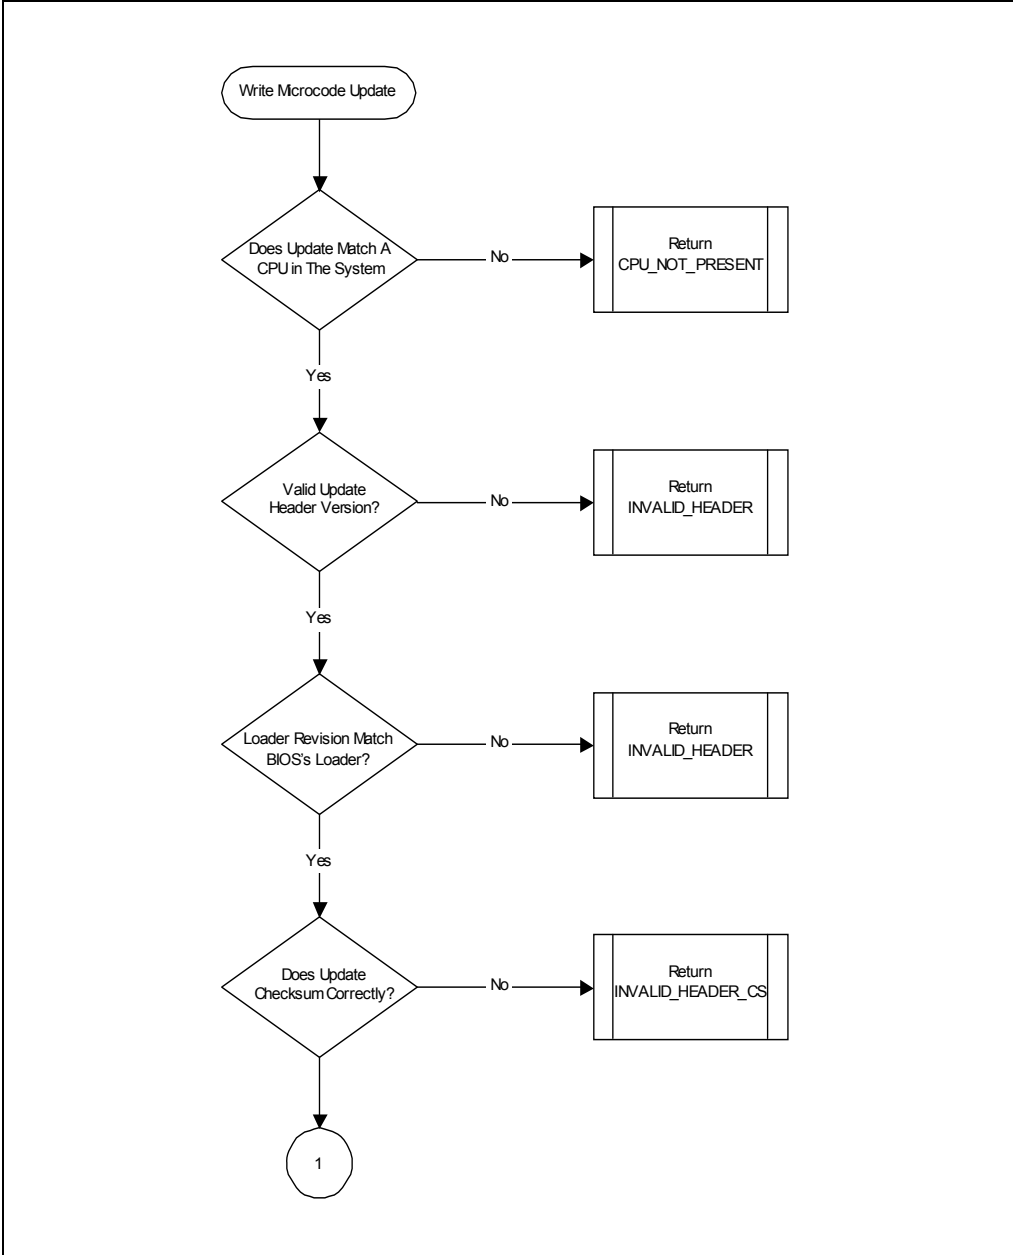 Write Microcode Update
Does Update Match A
CPU in The System
No
Return
CPU_NOT_PRESENT
Yes
Valid Update
Header Version?
No
Return
INVALID_HEADER
Yes
Loader Revision Match
BIOS's Loader?
No
Return
INVALID_HEADER
Yes
Does Update
Checksum Correctly?
No
Return
INVALID_HEADER_CS
1